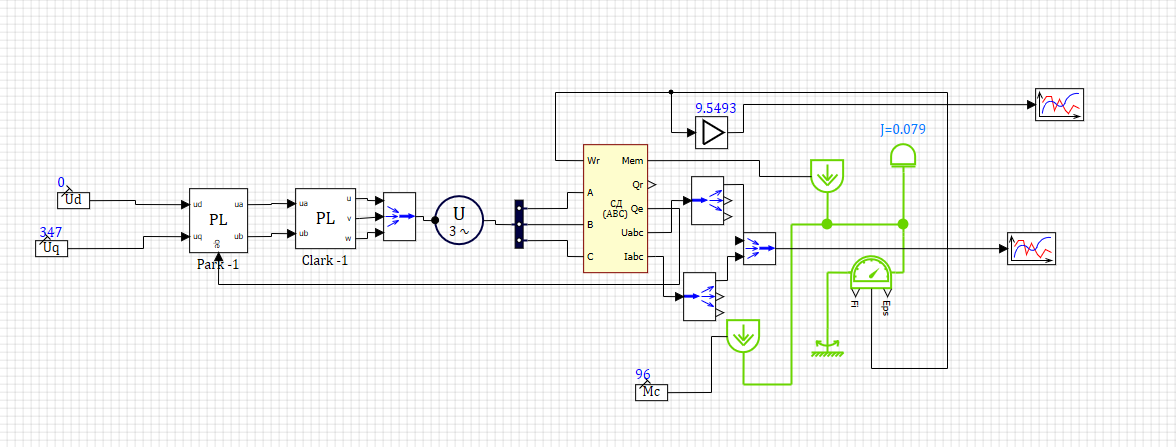 9.5493
J=0.079
Wr
Mem
0
Ud
ud
ua
ua
u
A
Qr
PL
PL
v
U
3 ~
СД
(ABC)
Qe
347
Uq
uq
ub
ub
w
B
Uabc
Qe
Park -1
Clark -1
C
Iabc
Fi
Eps
96
Mc